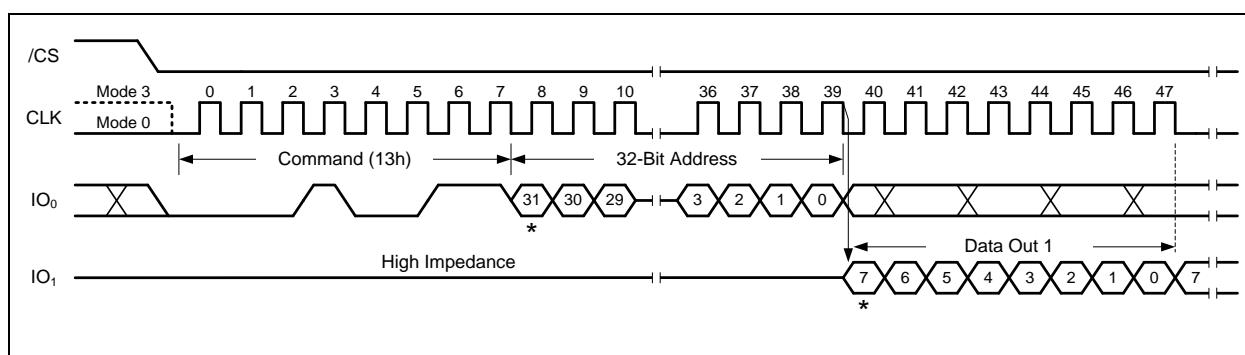 /CS
Mode 3
0 1 2 3 4 5 6 7 8 9 10 36 37 38 39 40 41 42 43 44 45 46 47
CLK
Mode 0
Command (13h) 32-Bit Address
IO₀ 31 30 29 3 2 1 0
*
Data Out 1
High Impedance
IO₁ 7 6 5 4 3 2 1 0 7
*